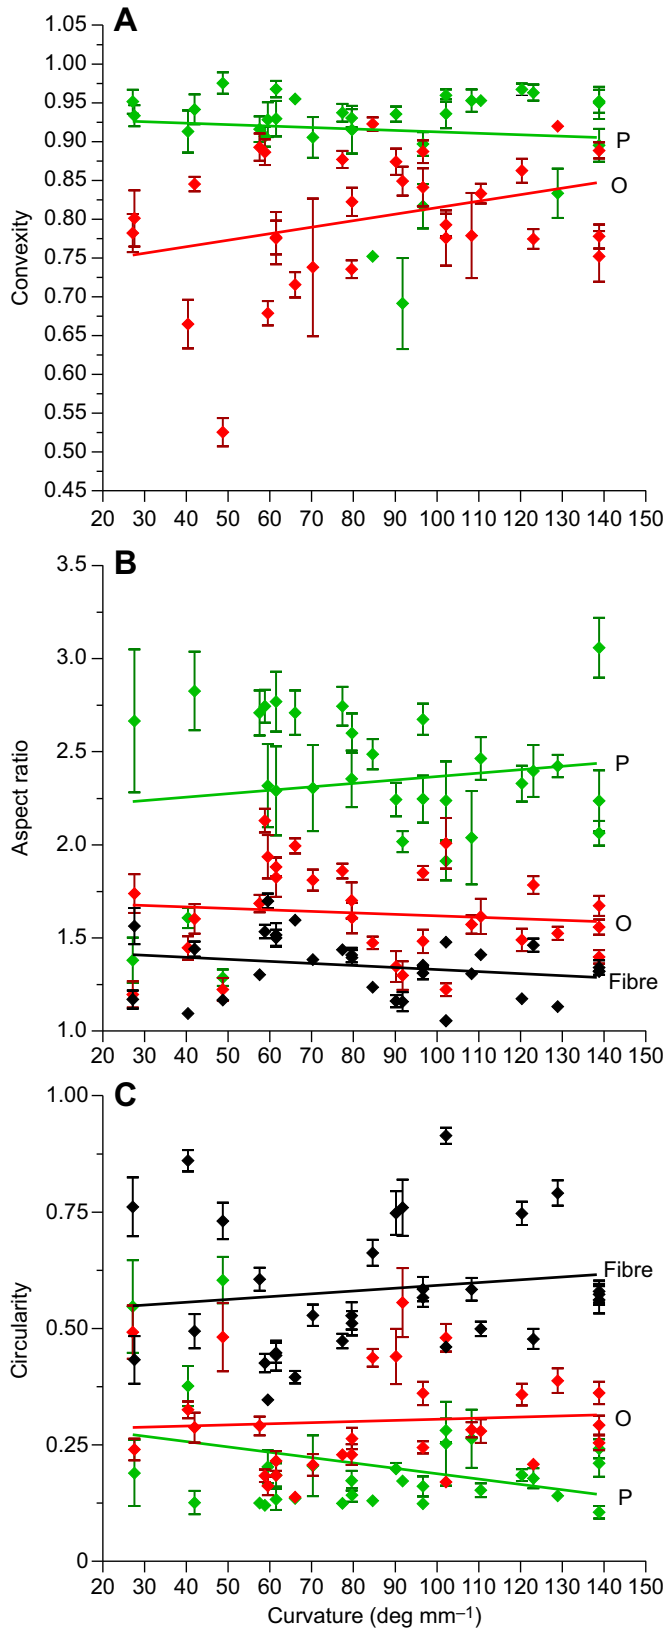 A
1.05
1.00
0.95
0.90
0.85
0.80
0.75
0.70
0.65
0.60
0.55
0.50
0.45
Convexity
P
O
20 30 40 50 60 70 80 90 100 110 120 130 140 150
B
3.5
3.0
2.5
2.0
1.5
1.0
Aspect ratio
P
O
Fibre
20 30 40 50 60 70 80 90 100 110 120 130 140 150
C
1.00
0.75
0.50
0.25
0
Circularity
Fibre
O
P
20 30 40 50 60 70 80 90 100 110 120 130 140 150
Curvature (deg mm⁻¹)